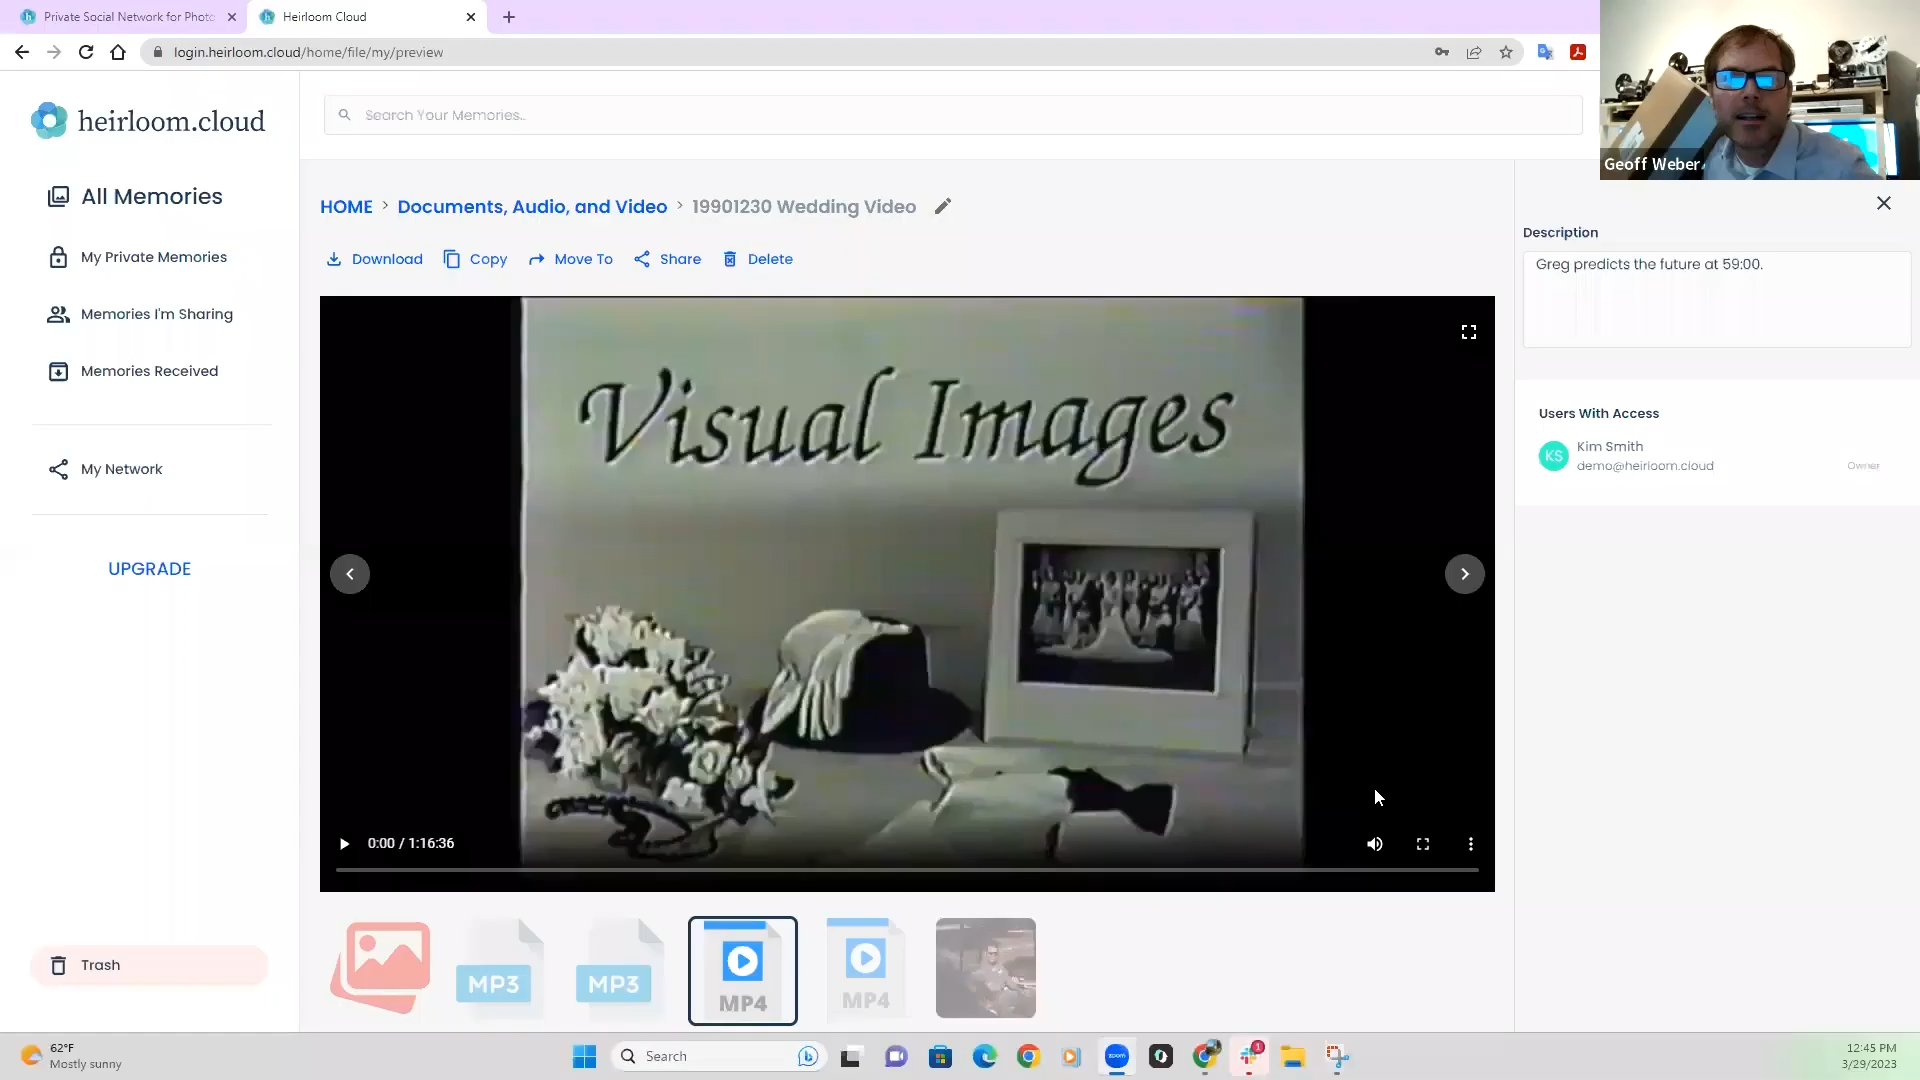 Private Social Network for Photo
Heirloom Cloud
login.heirloom.cloud/home/file/my/preview
Geoff Weber
heirloom.cloud
Search Your Memories..
All Memories
My Private Memories
Memories I'm Sharing
Memories Received
My Network
UPGRADE
Trash
HOME > Documents, Audio, and Video > 19901230 Wedding Video
Download Copy Move To Share Delete
Visual Images
0:00 / 1:16:36
MP3
MP3
MP4
MP4
Description
Greg predicts the future at 59:00.
Users With Access
KS
Kim Smith
demo@heirloom.cloud
Owner
62°F
Mostly sunny
Search
zoom
1
12:45 PM
3/29/2023